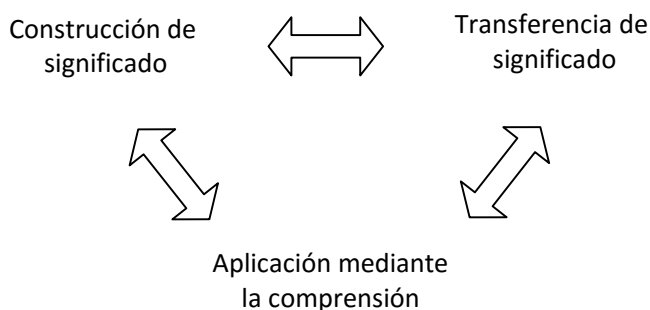 Construcción de
significado
Transferencia de
significado
Aplicación mediante
la comprensión